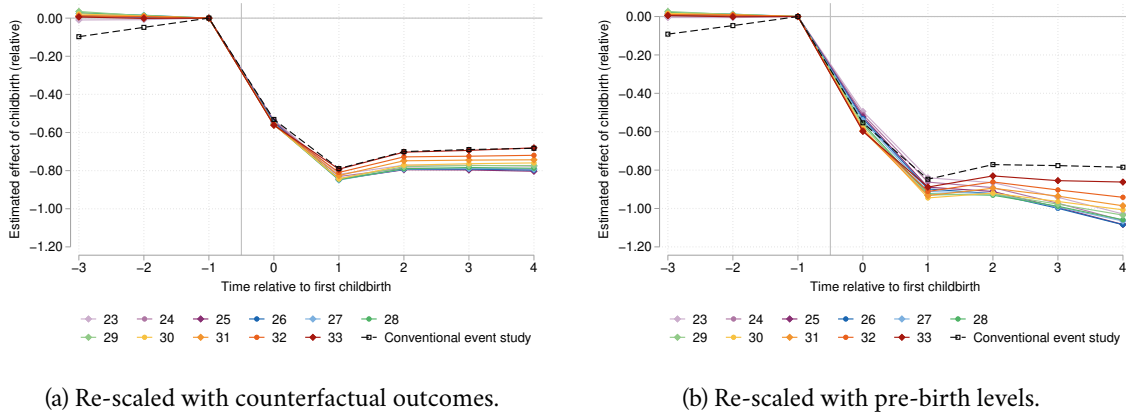 Estimated effect of childbirth (relative)
0.00
−0.20
−0.40
−0.60
−0.80
−1.00
−1.20
−3 −2 −1 0 1 2 3 4
Time relative to first childbirth
23 24 25 26 27 28
29 30 31 32 33 Conventional event study
(a) Re-scaled with counterfactual outcomes.
Estimated effect of childbirth (relative)
0.00
−0.20
−0.40
−0.60
−0.80
−1.00
−1.20
−3 −2 −1 0 1 2 3 4
Time relative to first childbirth
23 24 25 26 27 28
29 30 31 32 33 Conventional event study
(b) Re-scaled with pre-birth levels.